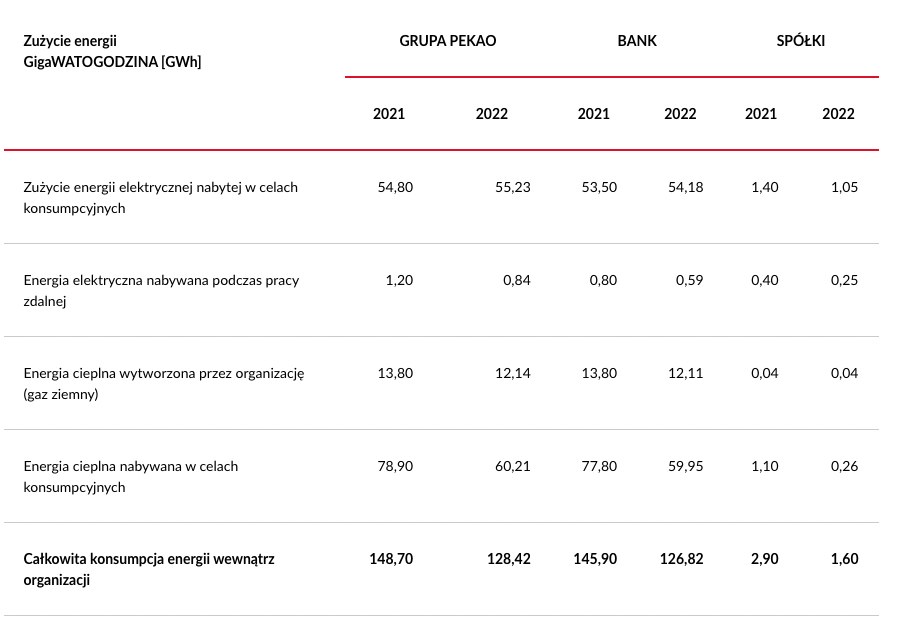 Zużycie energii GRUPA PEKAO BANK SPÓŁKI
GigaWATOGODZINA [GWh]
2021 2022 2021 2022 2021 2022
Zużycie energii elektrycznej nabytej w celach 54,80 55,23 53,50 54,18 1,40 1,05
konsumpcyjnych
Energia elektryczna nabywana podczas pracy 1,20 0,84 0,80 0,59 0,40 0,25
zdalnej
Energia cieplna wytworzona przez organizację 13,80 12,14 13,80 12,11 0,04 0,04
(gaz ziemny)
Energia cieplna nabywana w celach 78,90 60,21 77,80 59,95 1,10 0,26
konsumpcyjnych
Całkowita konsumpcja energii wewnątrz 148,70 128,42 145,90 126,82 2,90 1,60
organizacji